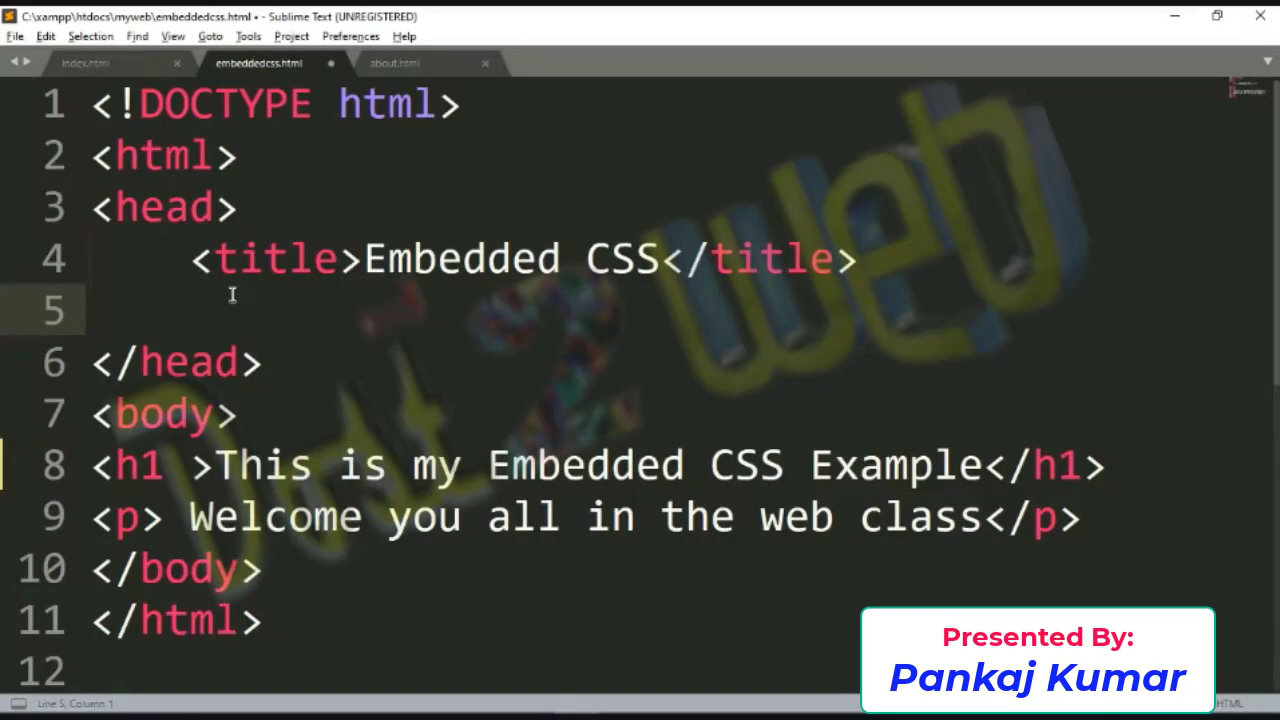 C:\xampp\htdocs\myweb\embeddedcss.html • - Sublime Text (UNREGISTERED)
File Edit Selection Find View Goto Tools Project Preferences Help
index.html embeddedcss.html about.html
1 <!DOCTYPE html>
2 <html>
3 <head>
4 <title>Embedded CSS</title>
5
6 </head>
7 <body>
8 <h1 >This is my Embedded CSS Example</h1>
9 <p> Welcome you all in the web class</p>
10 </body>
11 </html>
12
Dot 2 web
Presented By:
Pankaj Kumar
Line 5, Column 1 HTML